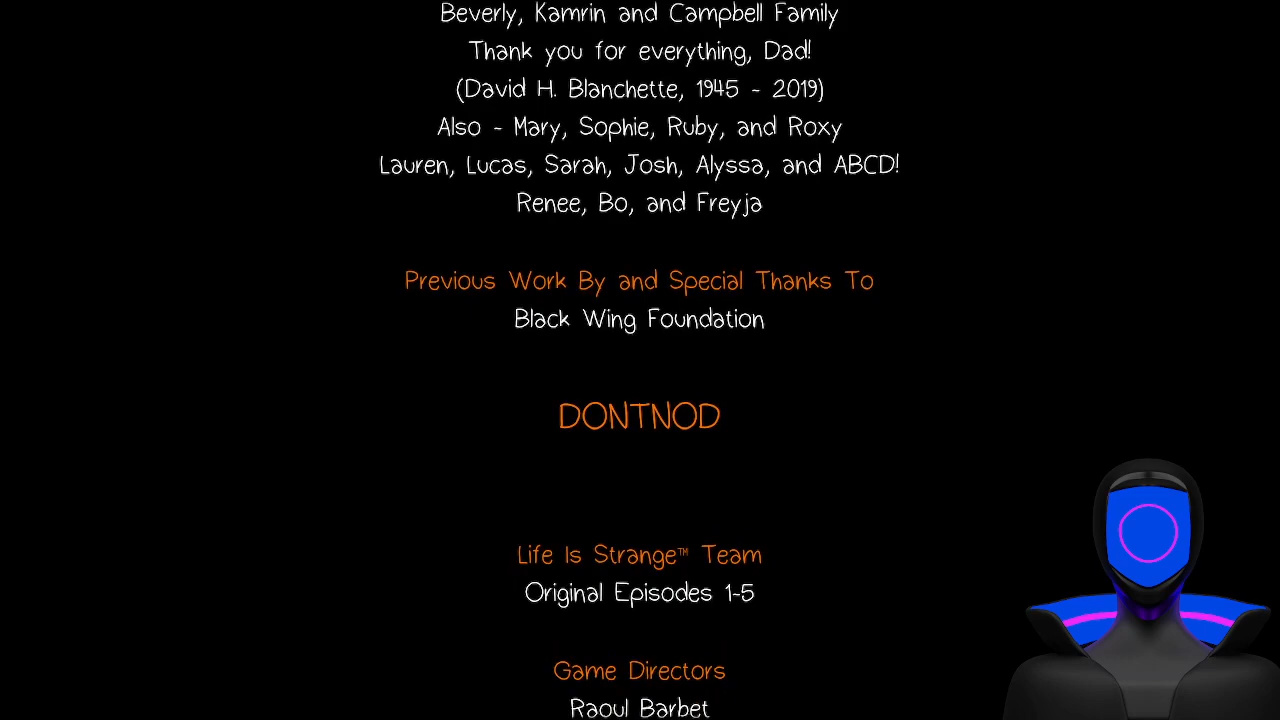 Beverly, Kamrin and Campbell Family
Thank you for everything, Dad!
(David H. Blanchette, 1945 - 2019)
Also - Mary, Sophie, Ruby, and Roxy
Lauren, Lucas, Sarah, Josh, Alyssa, and ABCD!
Renee, Bo, and Freyja
Previous Work By and Special Thanks To
Black Wing Foundation
DONTNOD
Life Is Strange™ Team
Original Episodes 1-5
Game Directors
Raoul Barbet